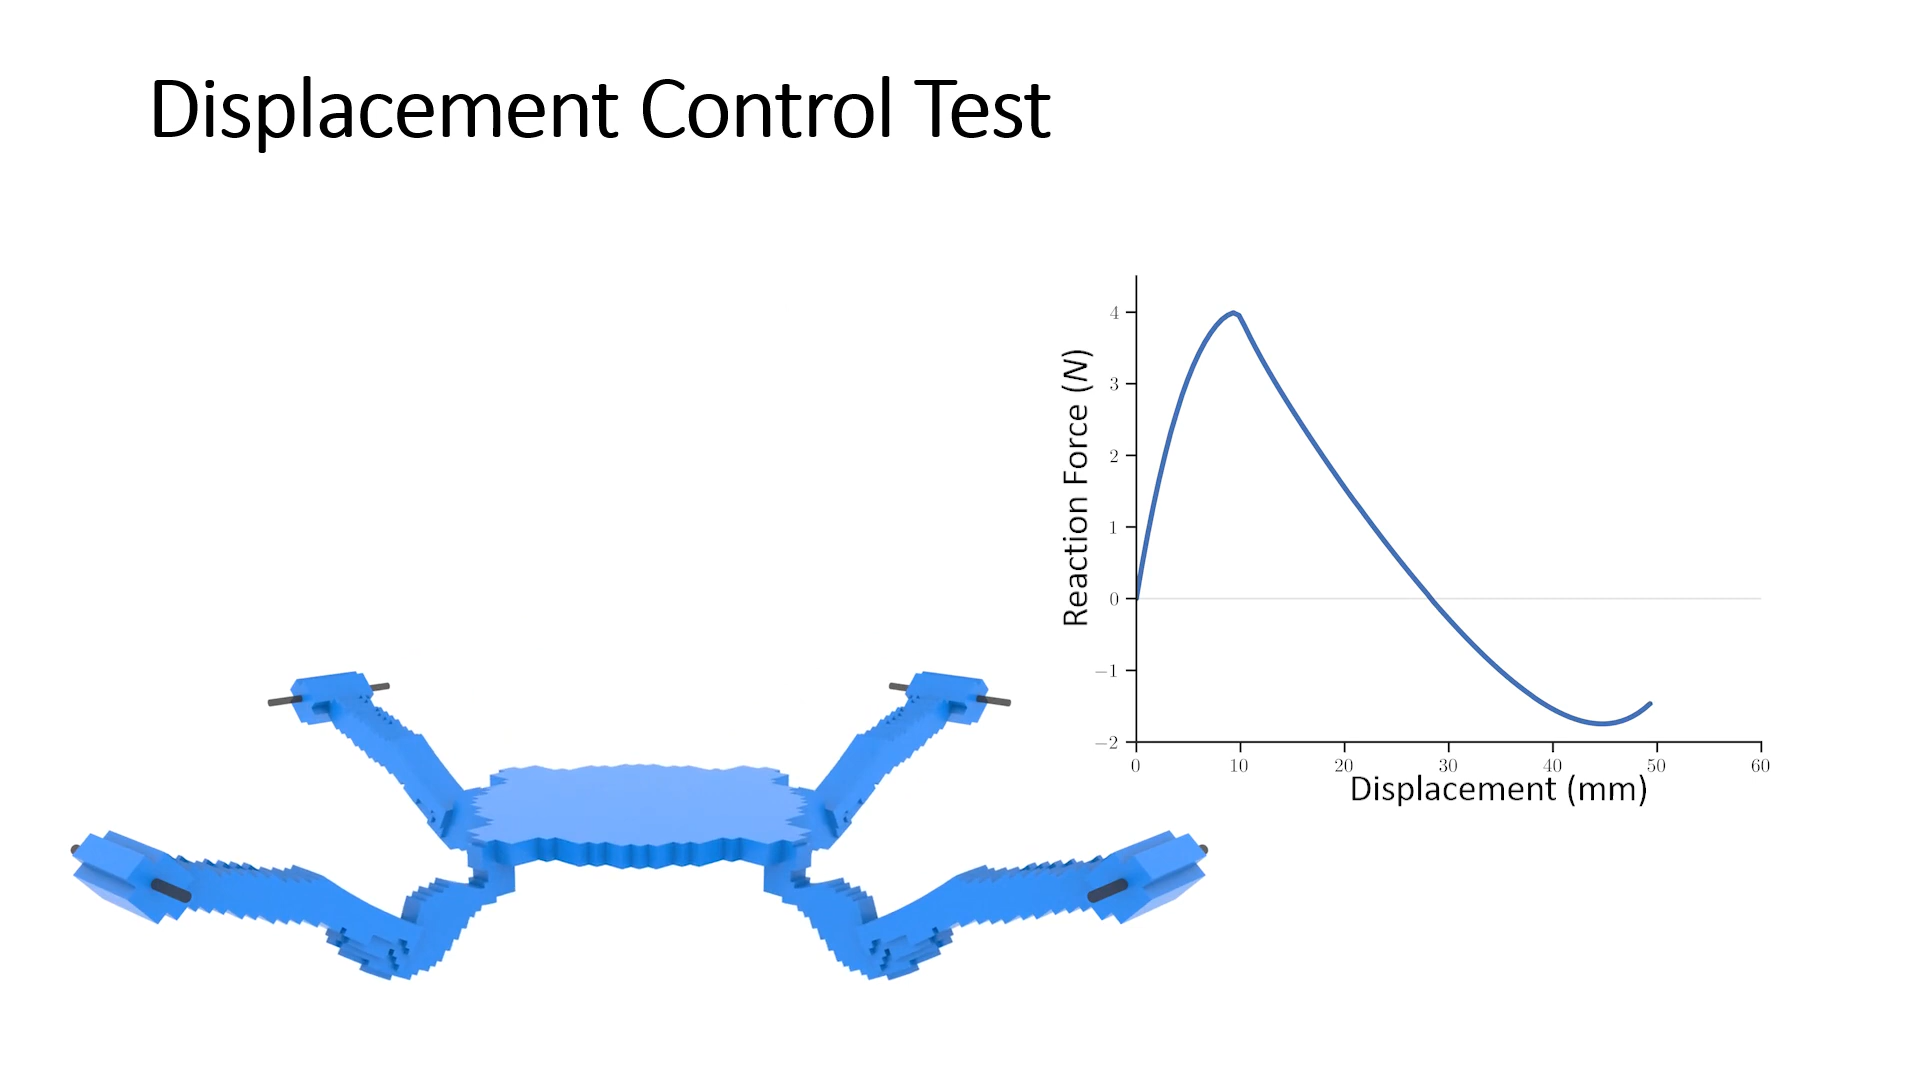 Displacement Control Test
Reaction Force (N)
4
3
2
1
0
−1
−2
0 10 20 30 40 50 60
Displacement (mm)